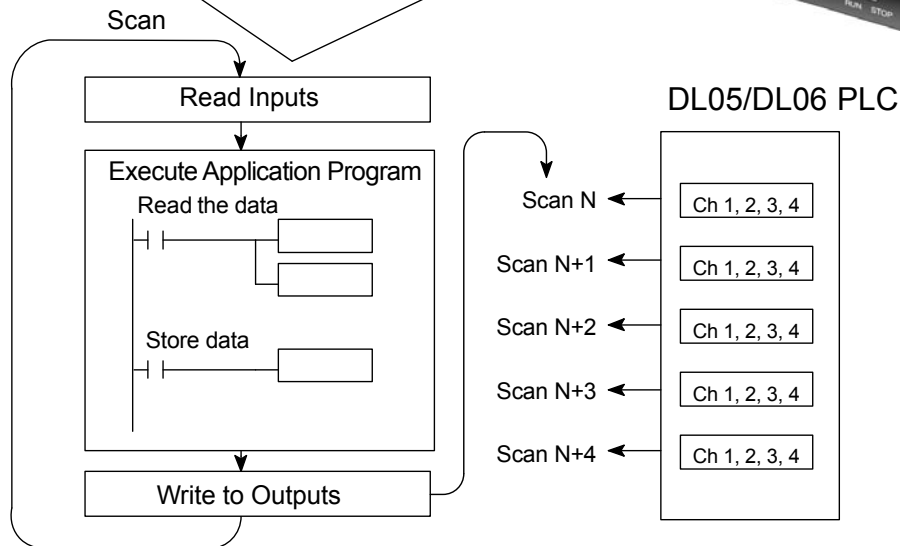 RUN STOP
Scan
Read Inputs
Execute Application Program
Read the data
Store data
Write to Outputs
DL05/DL06 PLC
Scan N
Ch 1, 2, 3, 4
Scan N+1
Ch 1, 2, 3, 4
Scan N+2
Ch 1, 2, 3, 4
Scan N+3
Ch 1, 2, 3, 4
Scan N+4
Ch 1, 2, 3, 4